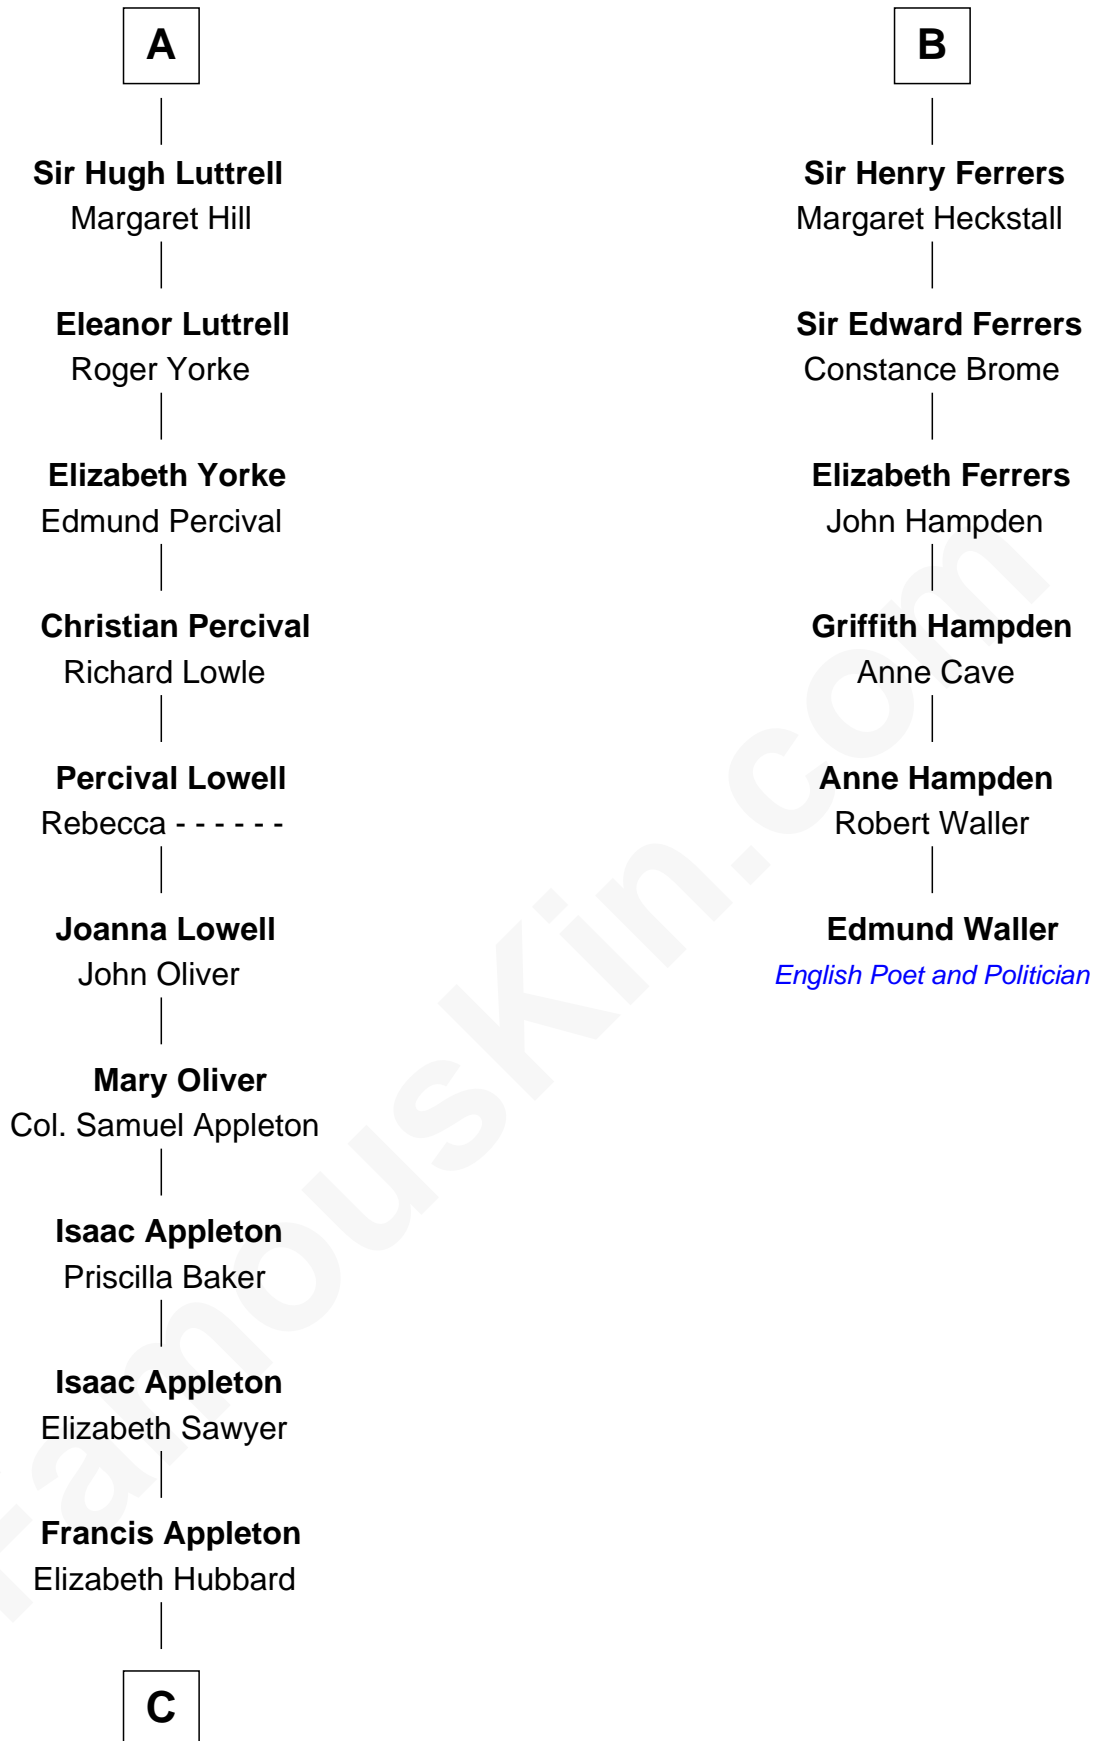 A
Sir Hugh Luttrell
Margaret Hill
Eleanor Luttrell
Roger Yorke
Elizabeth Yorke
Edmund Percival
Christian Percival
Richard Lowle
Percival Lowell
Rebecca - - - - - -
Joanna Lowell
John Oliver
Mary Oliver
Col. Samuel Appleton
Isaac Appleton
Priscilla Baker
Isaac Appleton
Elizabeth Sawyer
Francis Appleton
Elizabeth Hubbard
C
B
Sir Henry Ferrers
Margaret Heckstall
Sir Edward Ferrers
Constance Brome
Elizabeth Ferrers
John Hampden
Griffith Hampden
Anne Cave
Anne Hampden
Robert Waller
Edmund Waller
English Poet and Politician
FamousKin.com